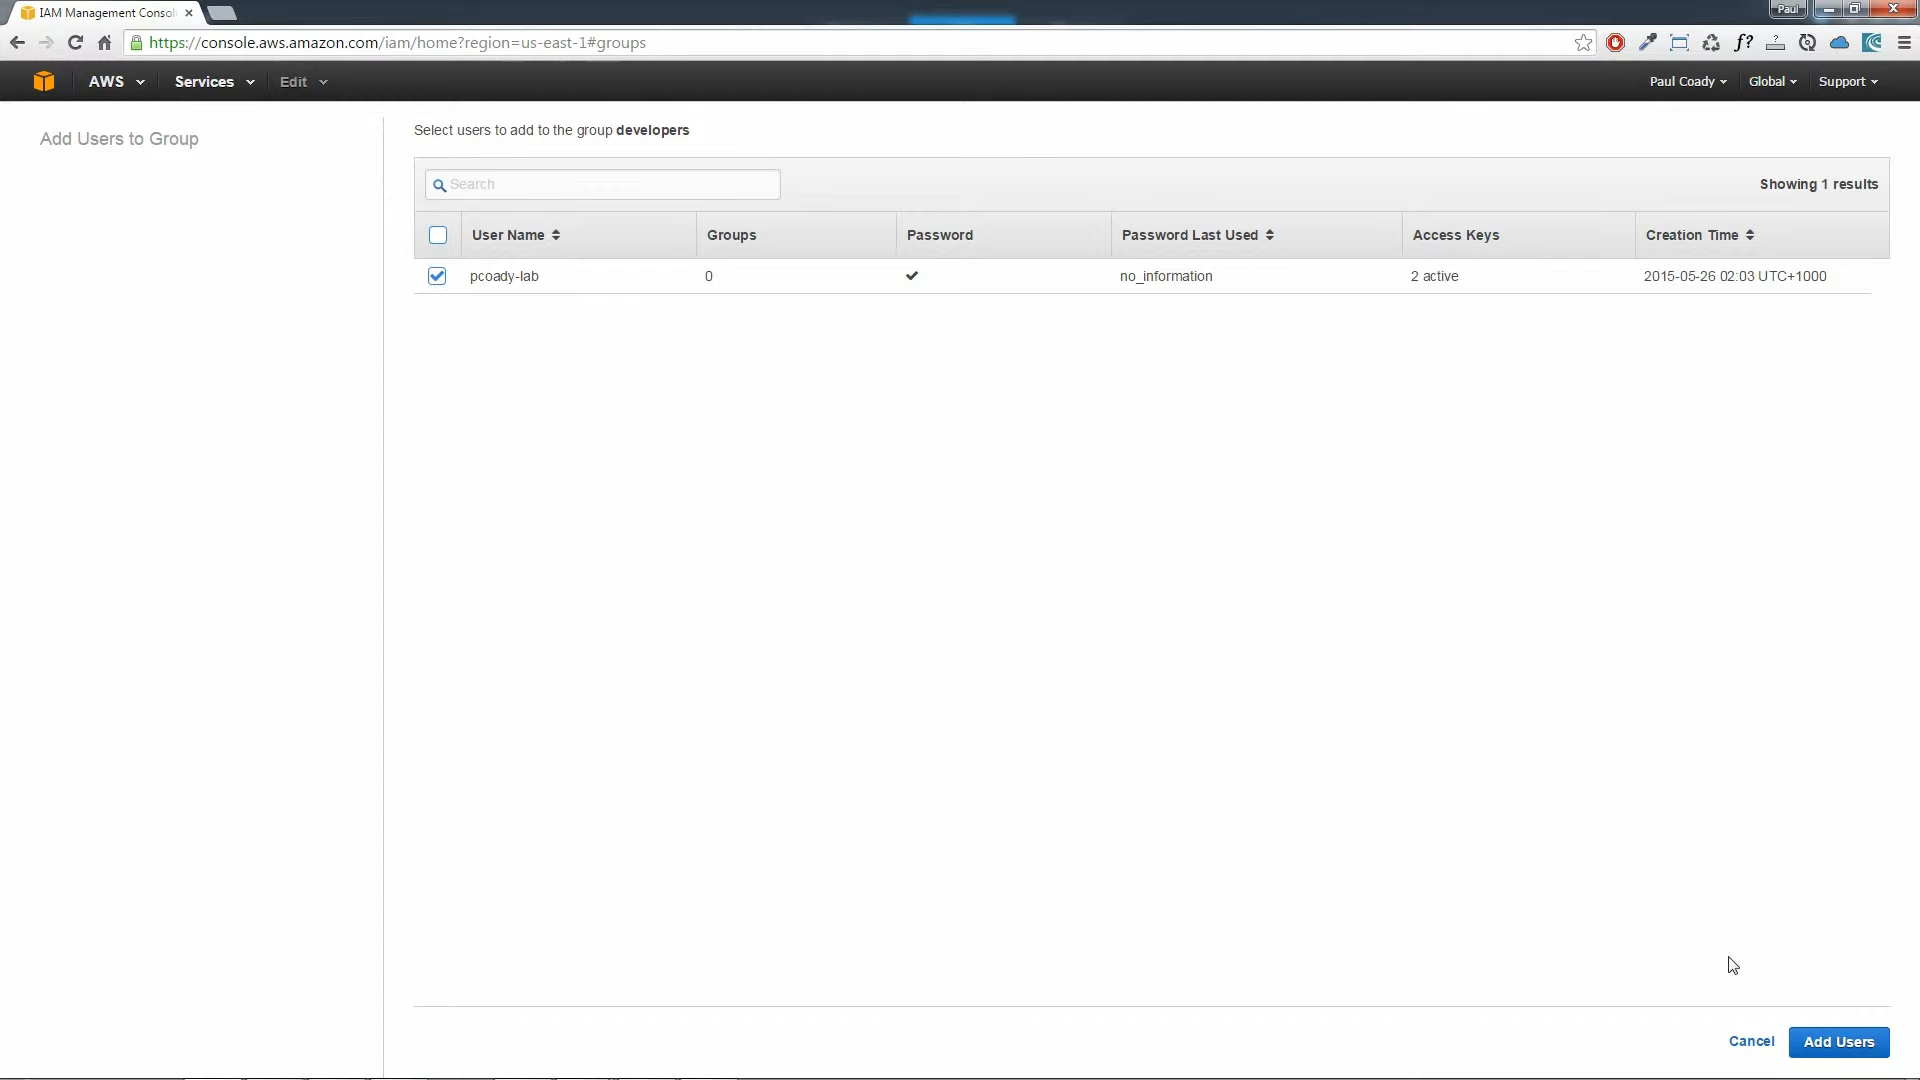 IAM Management Consol
Paul
https://console.aws.amazon.com/iam/home?region=us-east-1#groups
f?
AWS
Services
Edit
Paul Coady
Global
Support
Add Users to Group
Select users to add to the group developers
Search
Showing 1 results
User Name
Groups
Password
Password Last Used
Access Keys
Creation Time
pcoady-lab
0
no_information
2 active
2015-05-26 02:03 UTC+1000
Cancel
Add Users